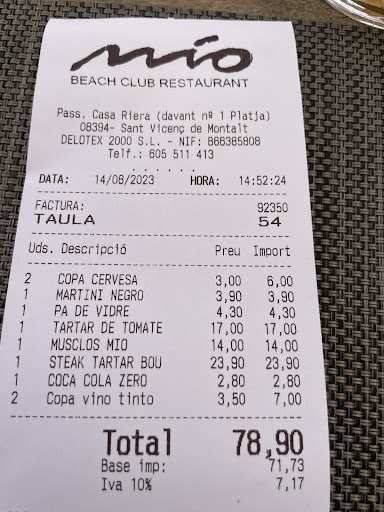 mío
BEACH CLUB RESTAURANT
Pass. Casa Riera (davant nº 1 Platja)
08394- Sant Vicenç de Montalt
DELOTEX 2000 S.L. - NIF: B66385808
Telf.: 605 511 413
. . . . . .
DATA: 14/08/2023 HORA: 14:52:24
FACTURA: 92350
TAULA 54
Uds. Descripció Preu Import
2 COPA CERVESA 3,00 6,00
1 MARTINI NEGRO 3,90 3,90
1 PA DE VIDRE 4,30 4,30
1 TARTAR DE TOMATE 17,00 17,00
1 MUSCLOS MIO 14,00 14,00
1 STEAK TARTAR BOU 23,90 23,90
1 COCA COLA ZERO 2,80 2,80
2 Copa vino tinto 3,50 7,00
Total 78,90
Base imp: 71,73
Iva 10% 7,17